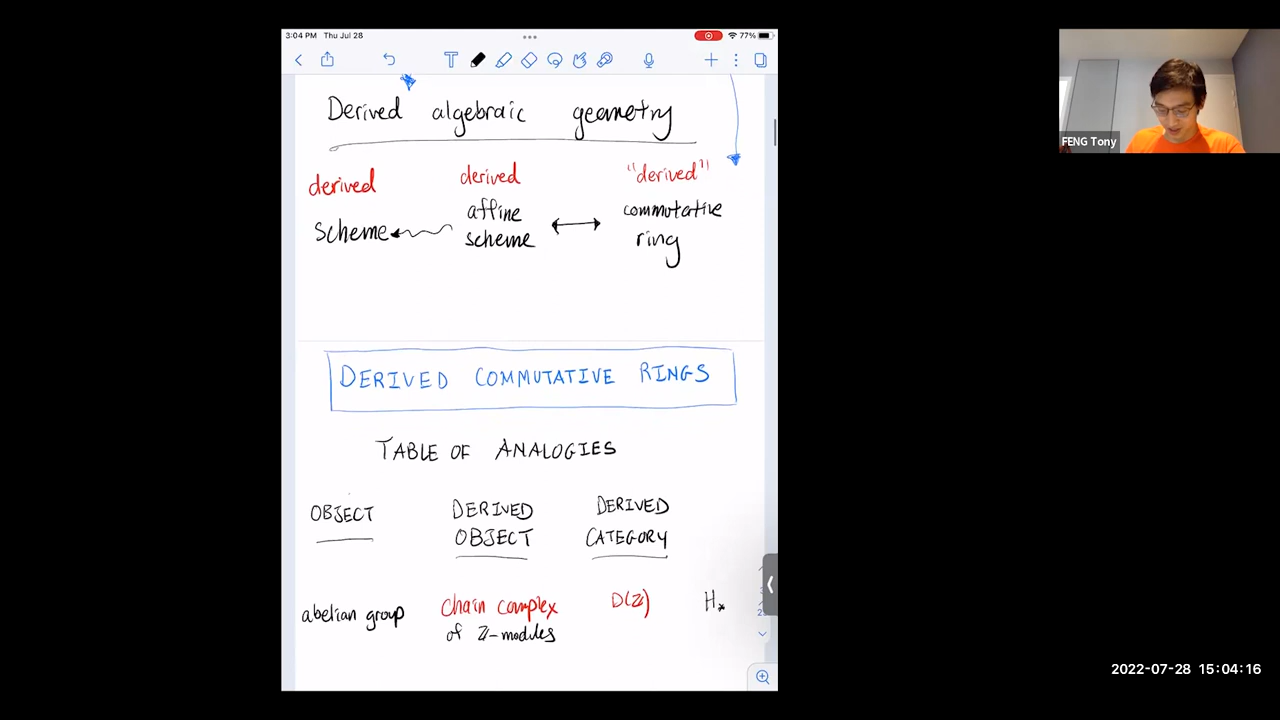 3:04 PM Thu Jul 28
77%
T
Derived algebraic geometry
derived derived "derived"
scheme affine scheme commutative ring
DERIVED COMMUTATIVE RINGS
TABLE OF ANALOGIES
OBJECT DERIVED OBJECT DERIVED CATEGORY
abelian group chain complex of ℤ-modules D(ℤ) H*
FENG Tony
2022-07-28 15:04:16